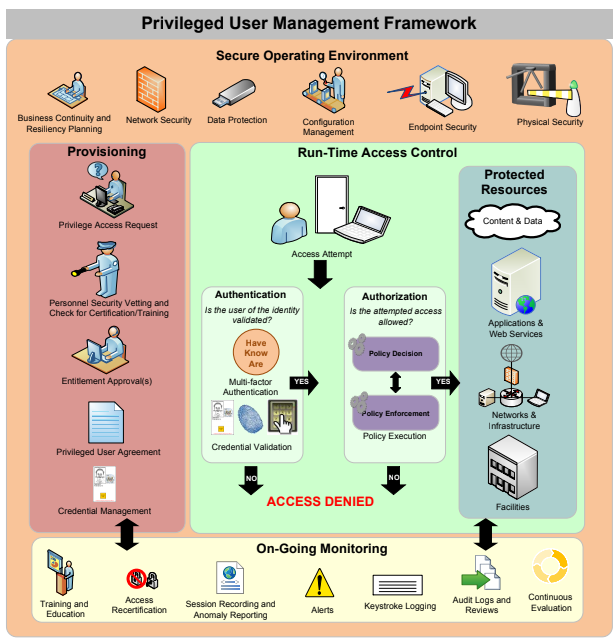 Privileged User Management Framework
Secure Operating Environment
Business Continuity and
Resiliency Planning
Network Security
Data Protection
Configuration
Management
Endpoint Security
Physical Security
Provisioning
Privilege Access Request
Personnel Security Vetting and
Check for Certification/Training
Entitlement Approval(s)
Privileged User Agreement
Credential Management
Run-Time Access Control
Access Attempt
Authentication
Is the user of the identity
validated?
Have
Know
Are
Multi-factor
Authentication
Credential Validation
YES
NO
Authorization
Is the attempted access
allowed?
Policy Decision
Policy Enforcement
Policy Execution
YES
NO
ACCESS DENIED
Protected
Resources
Content & Data
Applications &
Web Services
Networks &
Infrastructure
Facilities
On-Going Monitoring
Training and
Education
Access
Recertification
Session Recording and
Anomaly Reporting
Alerts
Keystroke Logging
Audit Logs and
Reviews
Continuous
Evaluation